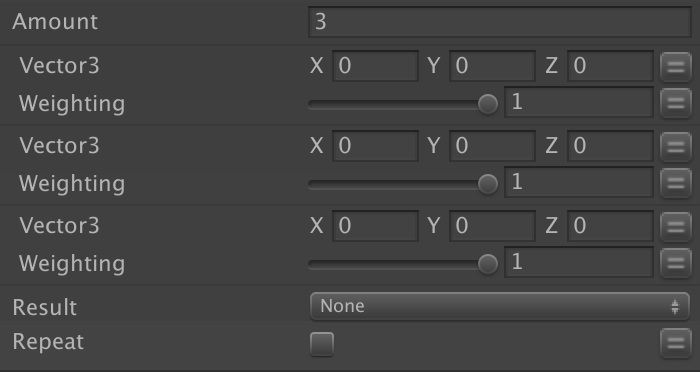 Amount 3
Vector3 X 0 Y 0 Z 0
Weighting 1
Vector3 X 0 Y 0 Z 0
Weighting 1
Vector3 X 0 Y 0 Z 0
Weighting 1
Result None
Repeat